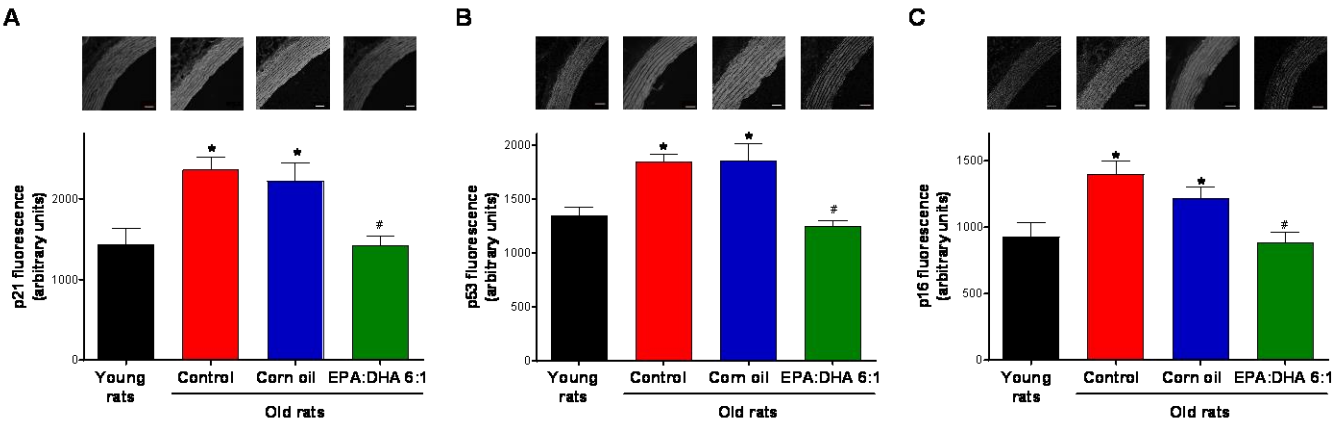 A
p21 fluorescence
(arbitrary units)
2000
1000
0
*
*
#
Young
rats
Control
Corn oil
EPA:DHA 6:1
Old rats
B
p53 fluorescence
(arbitrary units)
2000
1500
1000
500
0
*
*
#
Young
rats
Control
Corn oil
EPA:DHA 6:1
Old rats
C
p16 fluorescence
(arbitrary units)
1500
1000
500
0
*
*
#
Young
rats
Control
Corn oil
EPA:DHA 6:1
Old rats